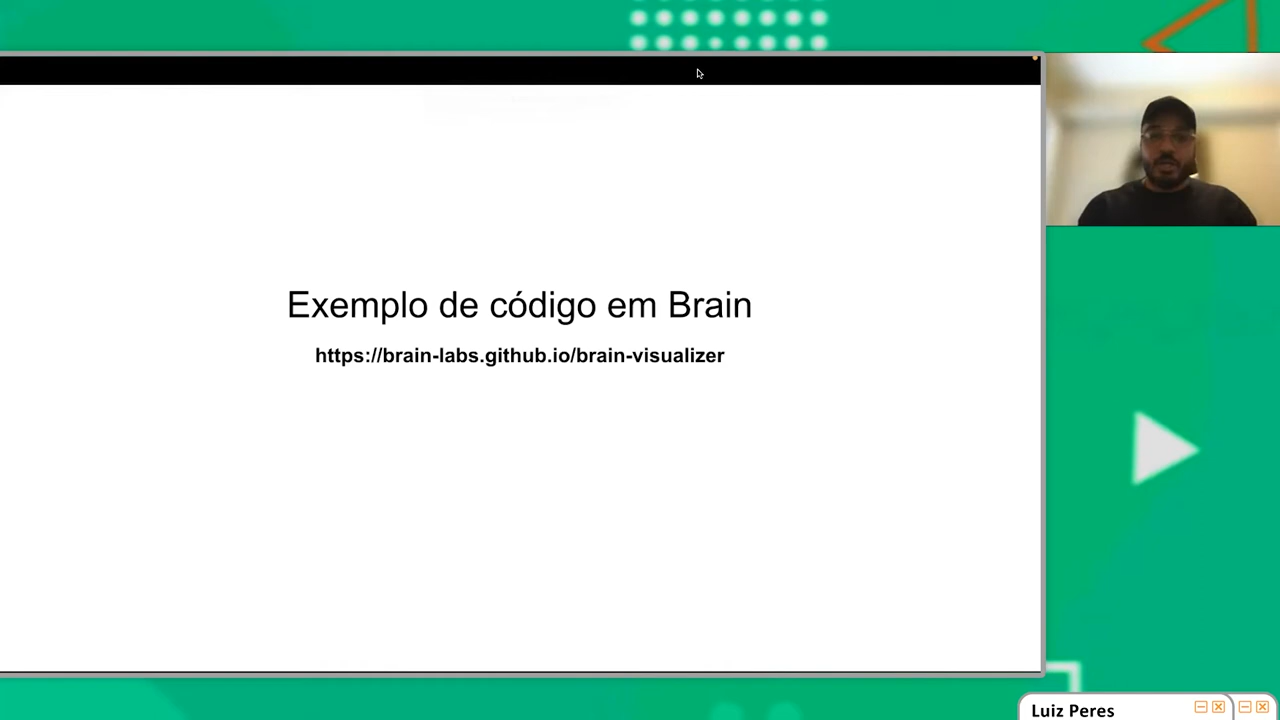 Exemplo de código em Brain
https://brain-labs.github.io/brain-visualizer
Luiz Peres